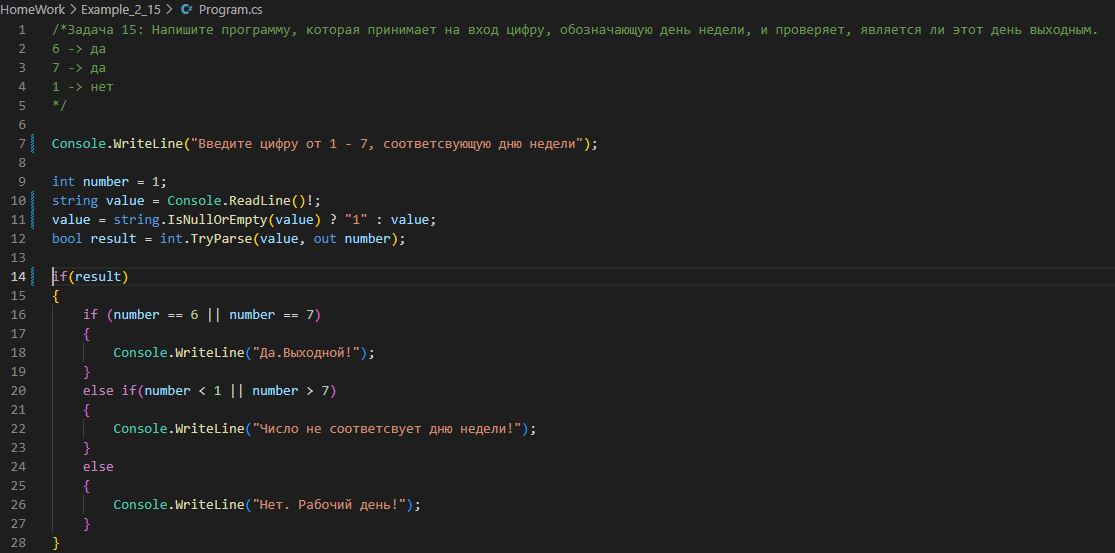 HomeWork > Example_2_15 > C# Program.cs
1 /*Задача 15: Напишите программу, которая принимает на вход цифру, обозначающую день недели, и проверяет, является ли этот день выходным.
2 6 -> да
3 7 -> да
4 1 -> нет
5 */
6
7 Console.WriteLine("Введите цифру от 1 - 7, соответсвующую дню недели");
8
9 int number = 1;
10 string value = Console.ReadLine()!;
11 value = string.IsNullOrEmpty(value) ? "1" : value;
12 bool result = int.TryParse(value, out number);
13
14 if(result)
15 {
16 if (number == 6 || number == 7)
17 {
18 Console.WriteLine("Да.Выходной!");
19 }
20 else if(number < 1 || number > 7)
21 {
22 Console.WriteLine("Число не соответсвует дню недели!");
23 }
24 else
25 {
26 Console.WriteLine("Нет. Рабочий день!");
27 }
28 }